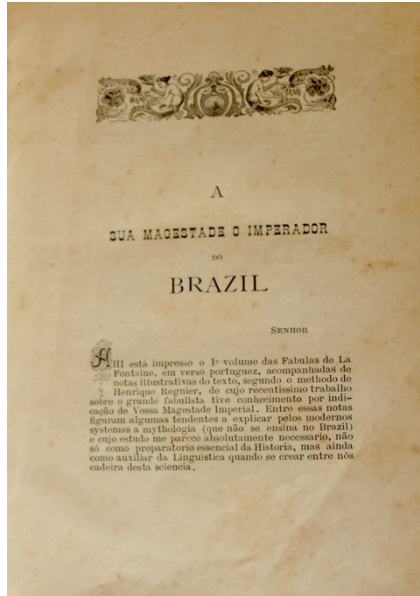 A
SUA MAGESTADE O IMPERADOR
DO
BRAZIL
SENHOR
AHI está impresso o 1º volume das Fabulas de La
Fontaine, em verso portuguez, acompanhadas de
notas illustrativas do texto, segundo o methodo de
Henrique Regnier, de cujo recentissimo trabalho
sobre o grande fabulista tive conhecimento por indi-
cação de Vossa Magestade Imperial. Entre essas notas
figuram algumas tendentes a explicar pelos modernos
systemas a mythologia (que não se ensina no Brazil)
e cujo estudo me parece absolutamente necessario, não
só como preparatorio essencial da Historia, mas ainda
como auxiliar da Linguistica quando se crear entre nós
cadeira desta sciencia.